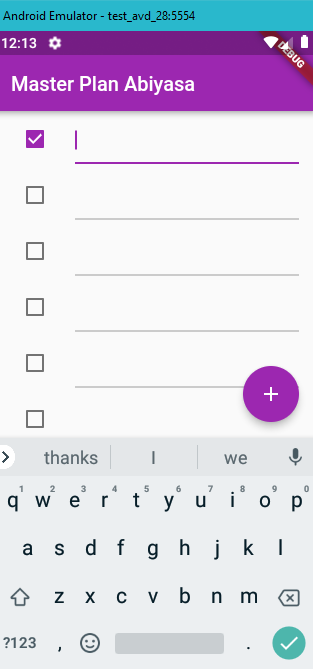 Android Emulator - test_avd_28:5554
12:13
DEBUG
Master Plan Abiyasa
thanks I we
1 2 3 4 5 6 7 8 9 0
q w e r t y u i o p
a s d f g h j k l
z x c v b n m
?123 , .